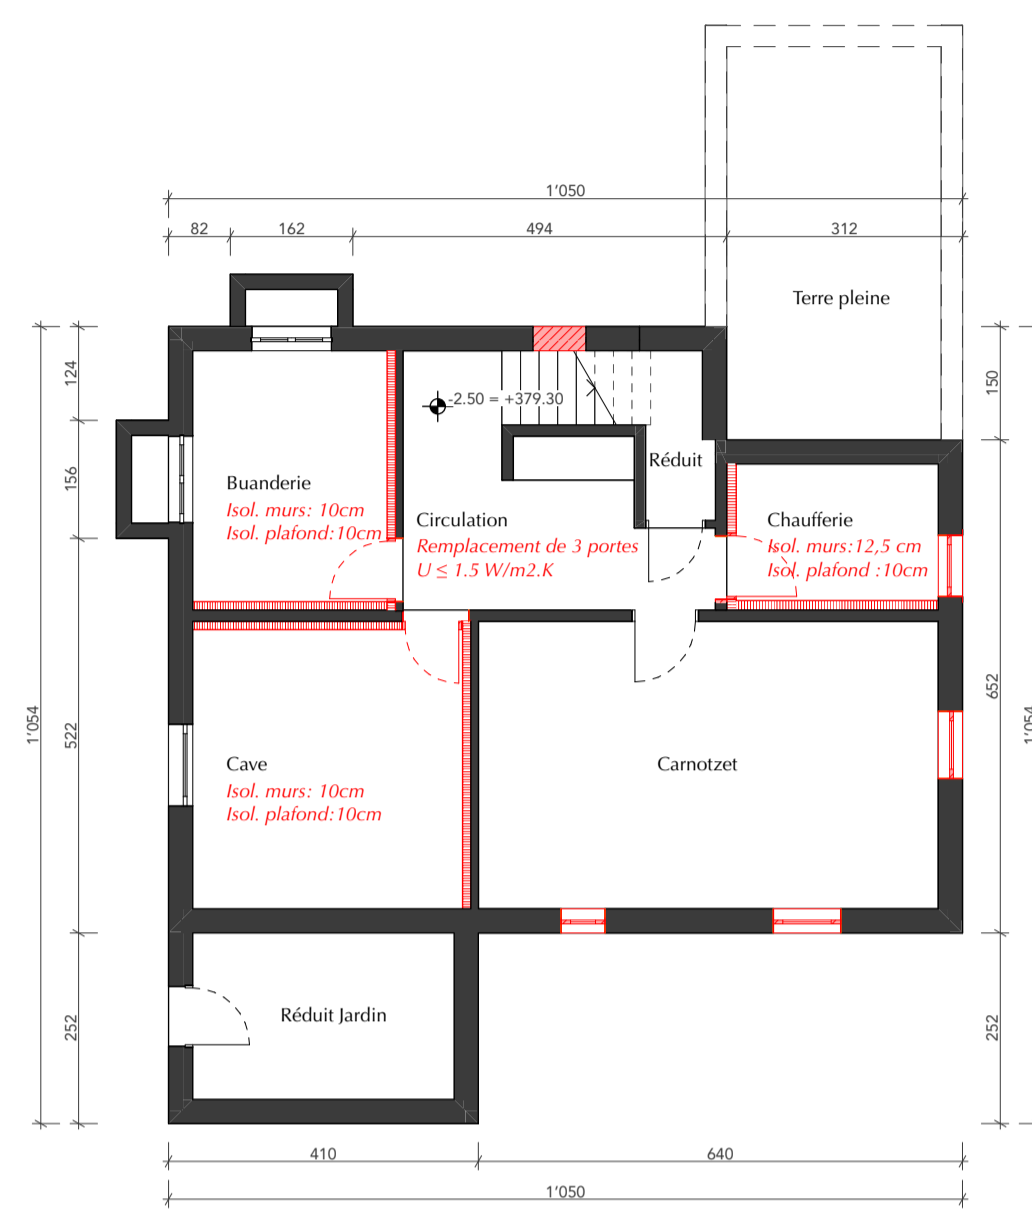 1'050
82 162 494 312
Terre pleine
124
150
-2.50 = +379.30
Réduit
156
Buanderie
Isol. murs: 10cm
Isol. plafond:10cm
Circulation
Remplacement de 3 portes
U ≤ 1.5 W/m2.K
Chaufferie
Isol. murs:12,5 cm
Isol. plafond :10cm
652
1'054
522
1'054
Cave
Isol. murs: 10cm
Isol. plafond:10cm
Carnotzet
Réduit Jardin
252
252
410 640
1'050